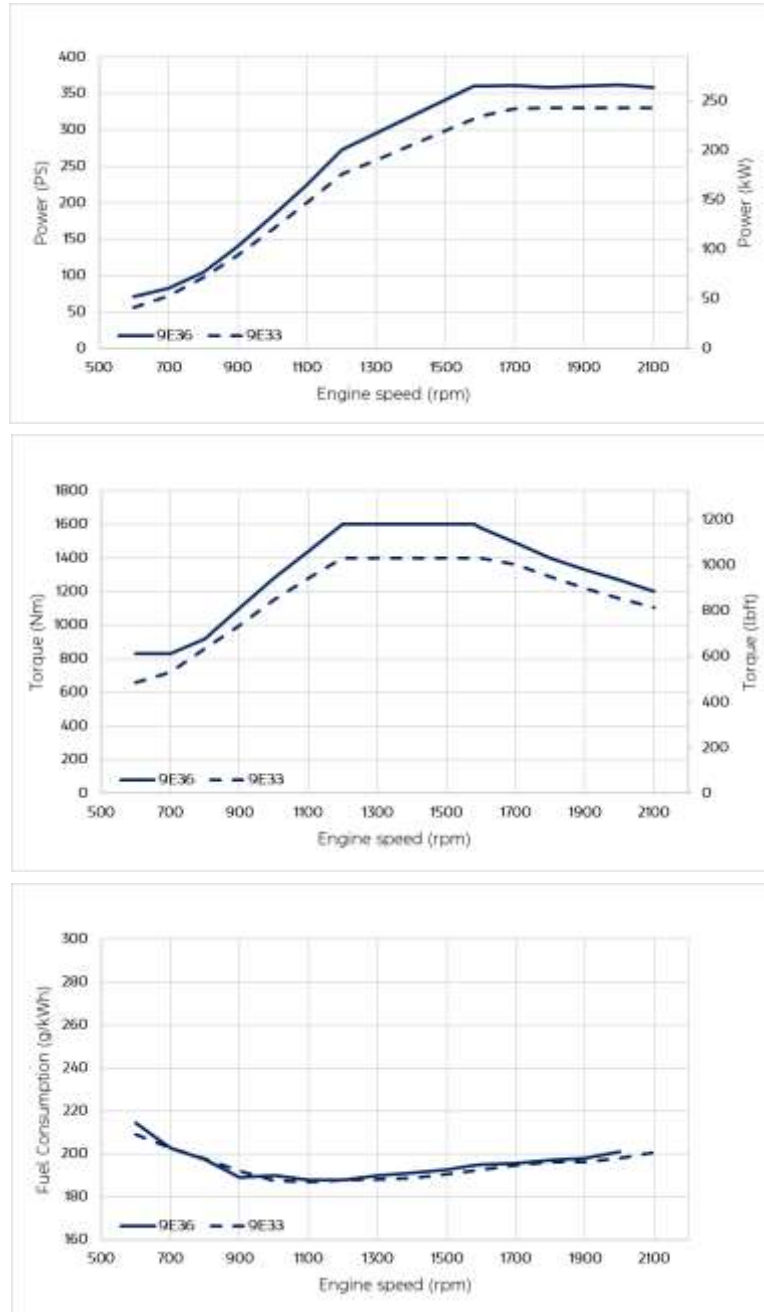 400
350
300
250
200
150
100
50
0
Power (PS)
250
200
150
100
50
0
Power (kW)
9E36 9E33
500 700 900 1100 1300 1500 1700 1900 2100
Engine speed (rpm)
1800
1600
1400
1200
1000
800
600
400
200
0
Torque (Nm)
1200
1000
800
600
400
200
0
Torque (lbft)
9E36 9E33
500 700 900 1100 1300 1500 1700 1900 2100
Engine speed (rpm)
300
280
260
240
220
200
180
160
Fuel Consumption (g/kWh)
9E36 9E33
500 700 900 1100 1300 1500 1700 1900 2100
Engine speed (rpm)